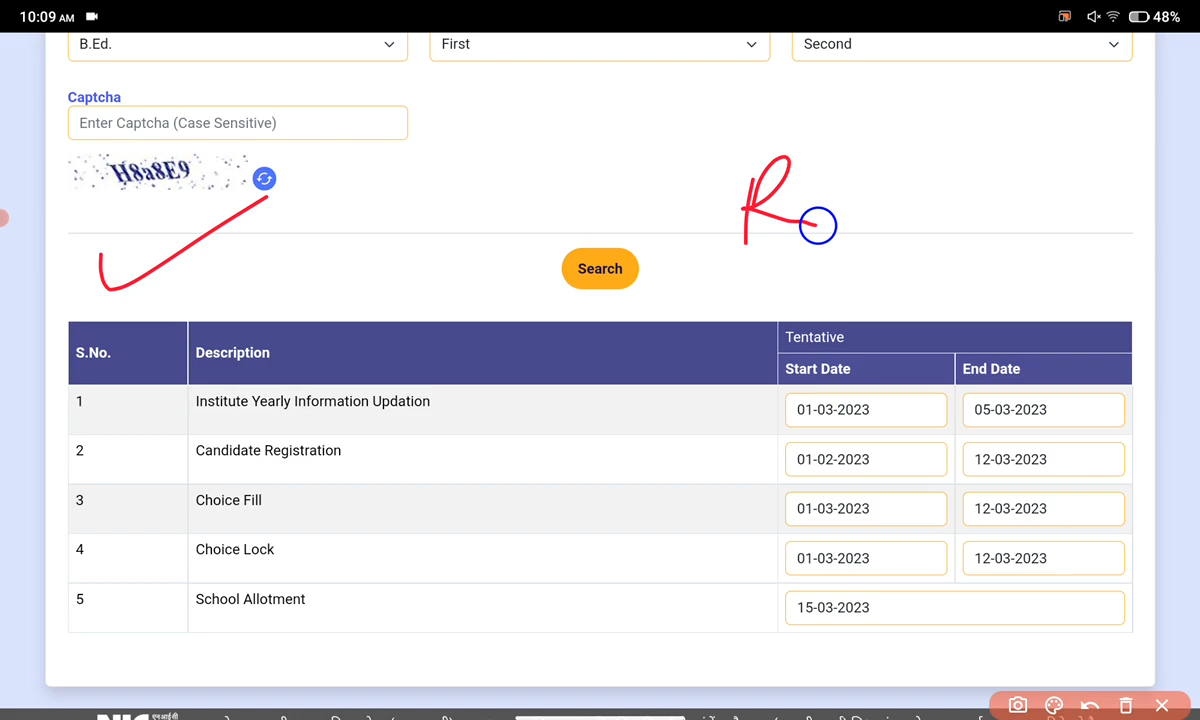 10:09 AM 48%
B.Ed. First Second
Captcha
Enter Captcha (Case Sensitive)
H8a8E9
R
Search
S.No. Description Tentative
Start Date End Date
1 Institute Yearly Information Updation 01-03-2023 05-03-2023
2 Candidate Registration 01-02-2023 12-03-2023
3 Choice Fill 01-03-2023 12-03-2023
4 Choice Lock 01-03-2023 12-03-2023
5 School Allotment 15-03-2023
एनआईसी